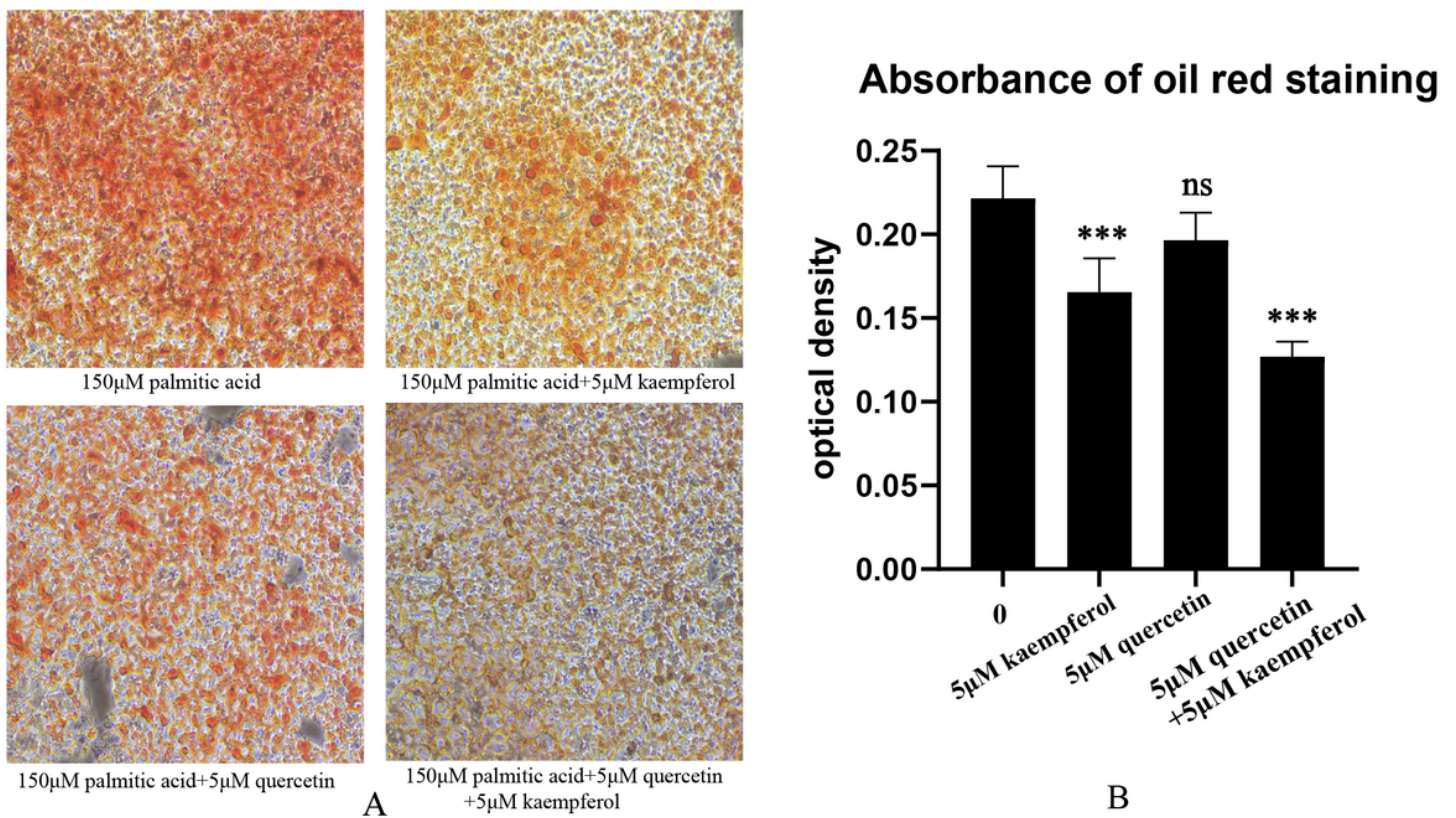 150μM palmitic acid
150μM palmitic acid+5μM kaempferol
150μM palmitic acid+5μM quercetin
150μM palmitic acid+5μM quercetin
+5μM kaempferol
A
Absorbance of oil red staining
optical density
0.25
0.20
0.15
0.10
0.05
0.00
***
ns
***
0
5μM kaempferol
5μM quercetin
5μM quercetin
+5μM kaempferol
B